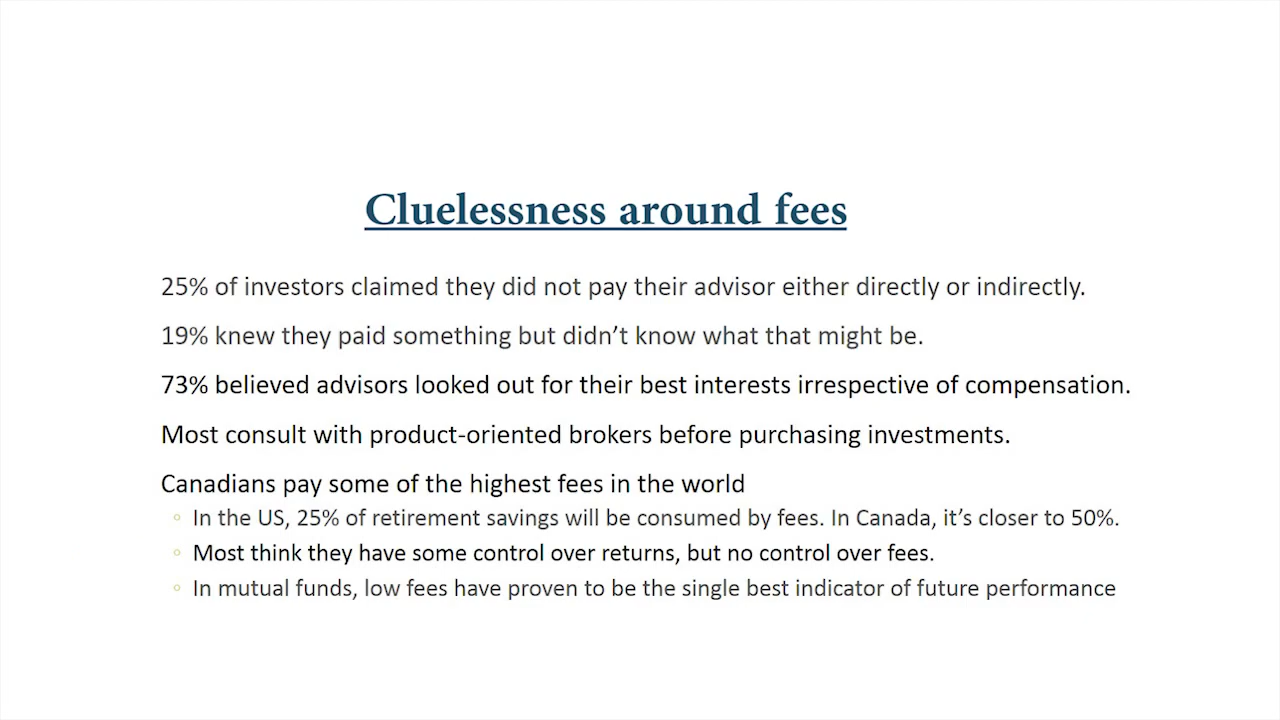 Cluelessness around fees
25% of investors claimed they did not pay their advisor either directly or indirectly.
19% knew they paid something but didn’t know what that might be.
73% believed advisors looked out for their best interests irrespective of compensation.
Most consult with product-oriented brokers before purchasing investments.
Canadians pay some of the highest fees in the world
◦ In the US, 25% of retirement savings will be consumed by fees. In Canada, it’s closer to 50%.
◦ Most think they have some control over returns, but no control over fees.
◦ In mutual funds, low fees have proven to be the single best indicator of future performance